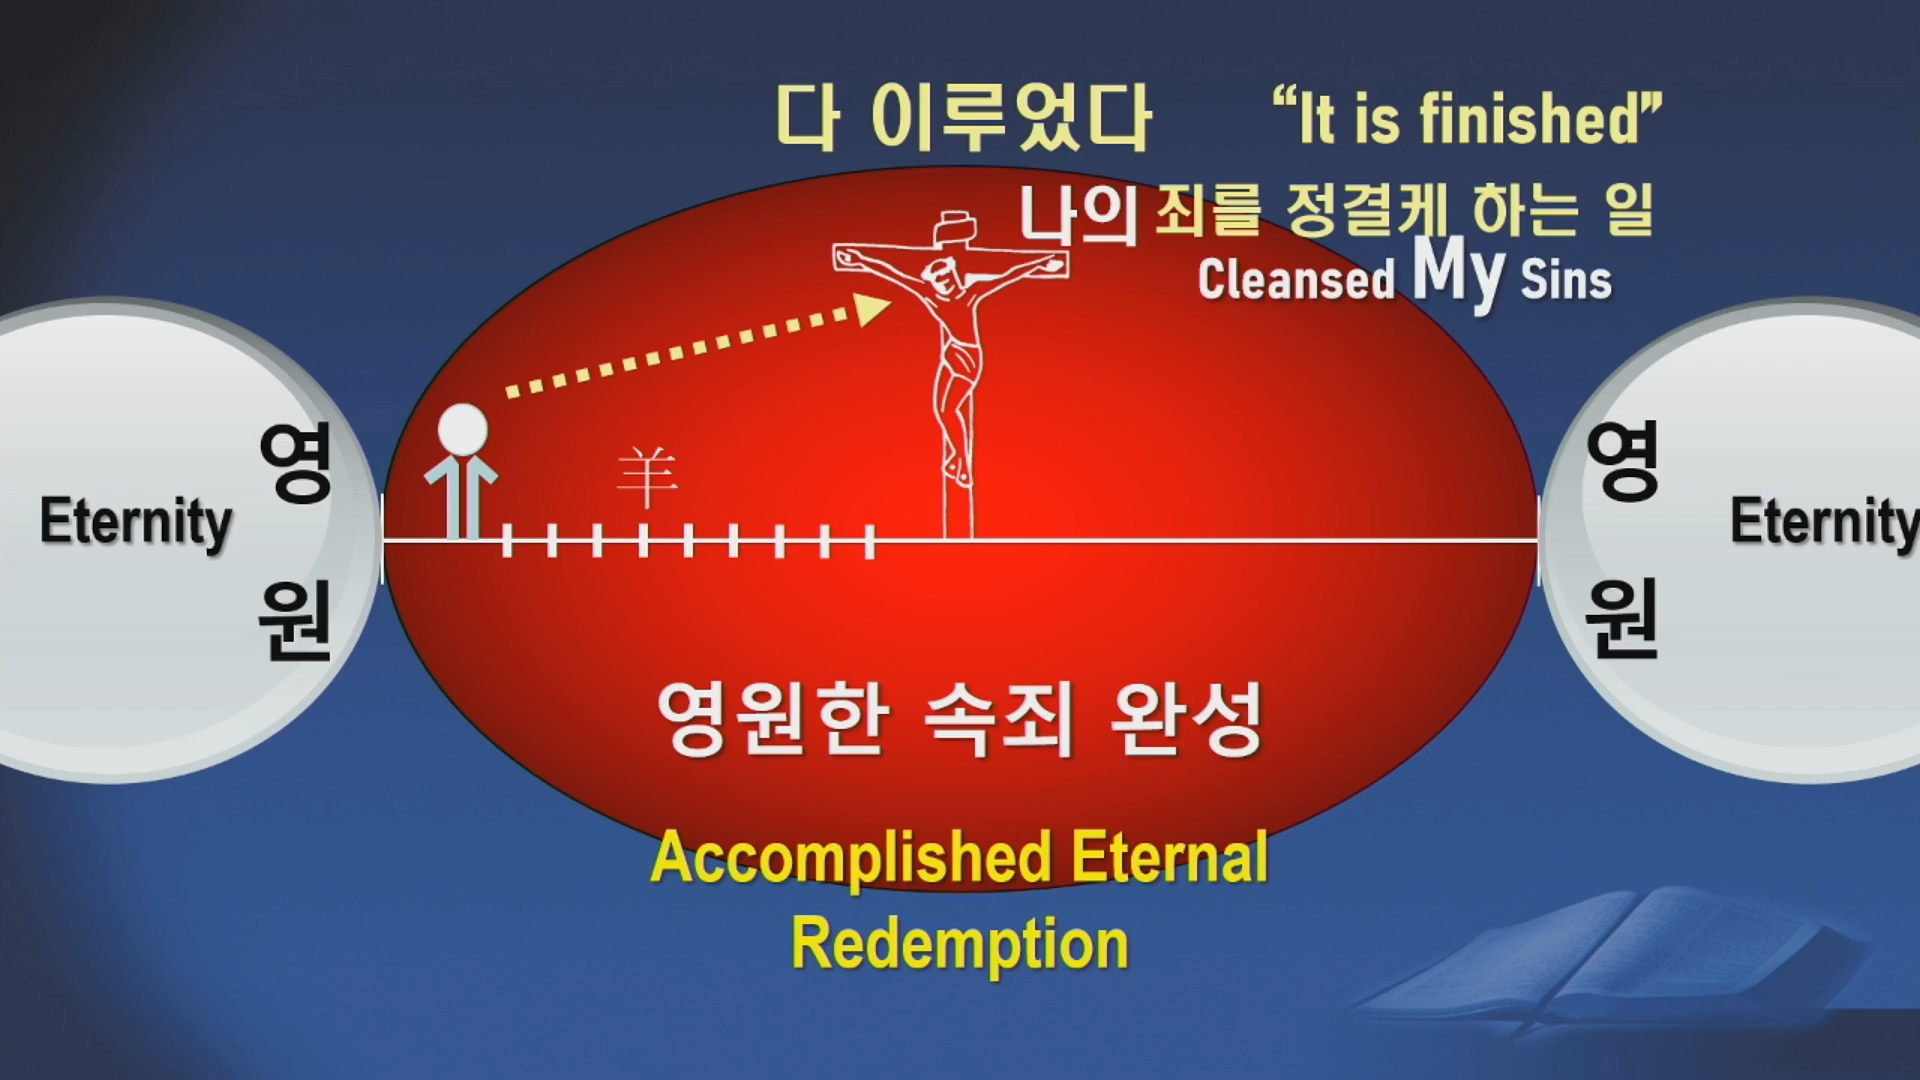 다 이루었다 “It is finished”
나의 죄를 정결케 하는 일
Cleansed My Sins
Eternity
영
원
羊
영
원
Eternity
영원한 속죄 완성
Accomplished Eternal
Redemption